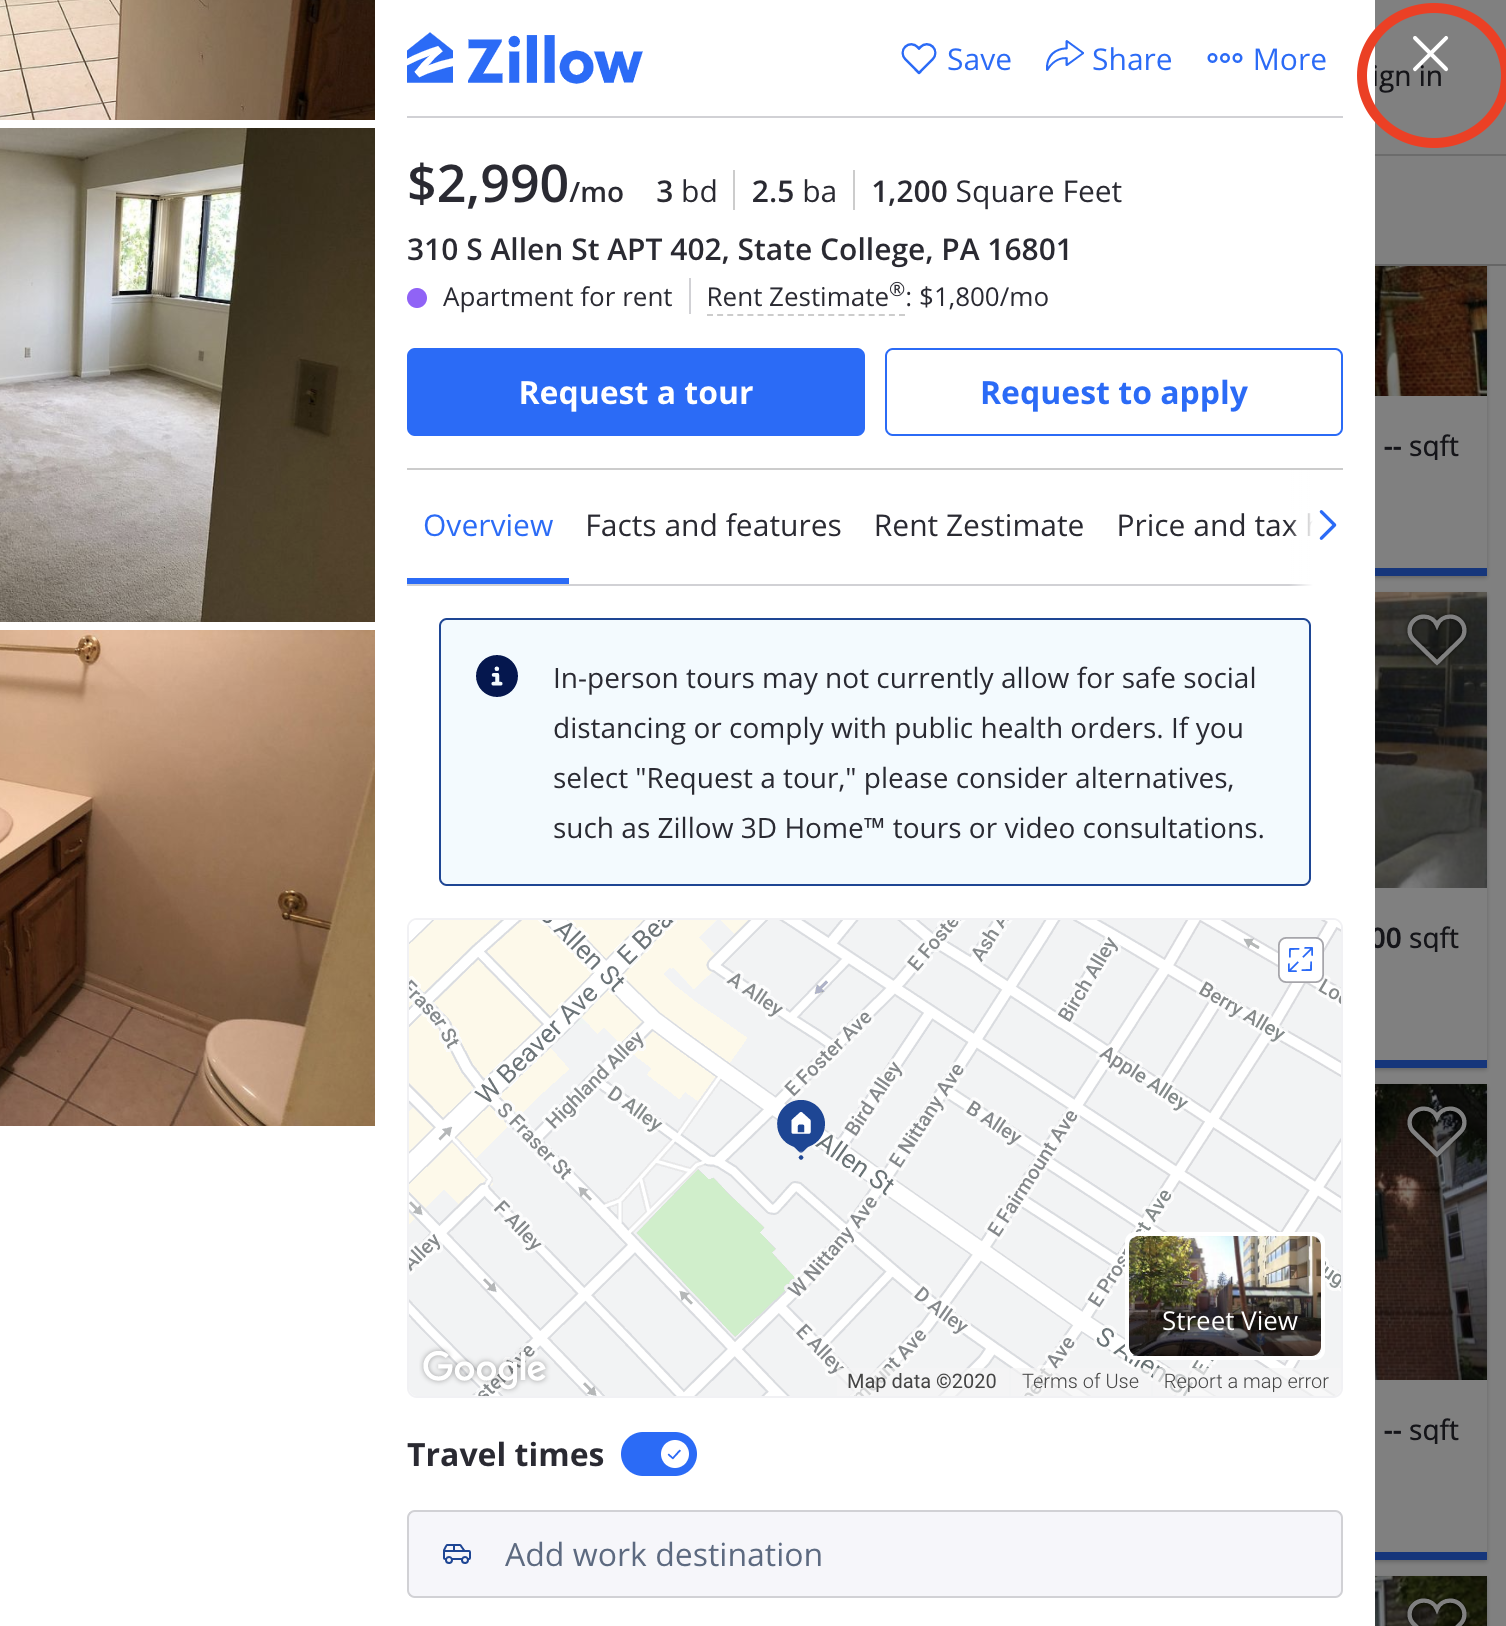 Zillow
Save
Share
More
ign in
$2,990/mo 3 bd 2.5 ba 1,200 Square Feet
310 S Allen St APT 402, State College, PA 16801
Apartment for rent Rent Zestimate®: $1,800/mo
Request a tour
Request to apply
-- sqft
Overview
Facts and features
Rent Zestimate
Price and tax
In-person tours may not currently allow for safe social
distancing or comply with public health orders. If you
select "Request a tour," please consider alternatives,
such as Zillow 3D Home™ tours or video consultations.
00 sqft
S Allen St
E Bea
E Foste
Ash A
Birch Alley
Berry Alley
Loc
A Alley
Fraser St
W Beaver Ave
Highland Alley
E Foster Ave
Apple Alley
D Alley
Bird Alley
E Nittany Ave
B Alley
S Fraser St
Allen St
E Fairmount Ave
F Alley
Alley
W Nittany Ave
E Pros
t Ave
ug
D Alley
Street View
E Alley
S Allen S
Google
ster Ave
mount Ave
t Ave
E
Map data ©2020
Terms of Use
Report a map error
-- sqft
Travel times
Add work destination